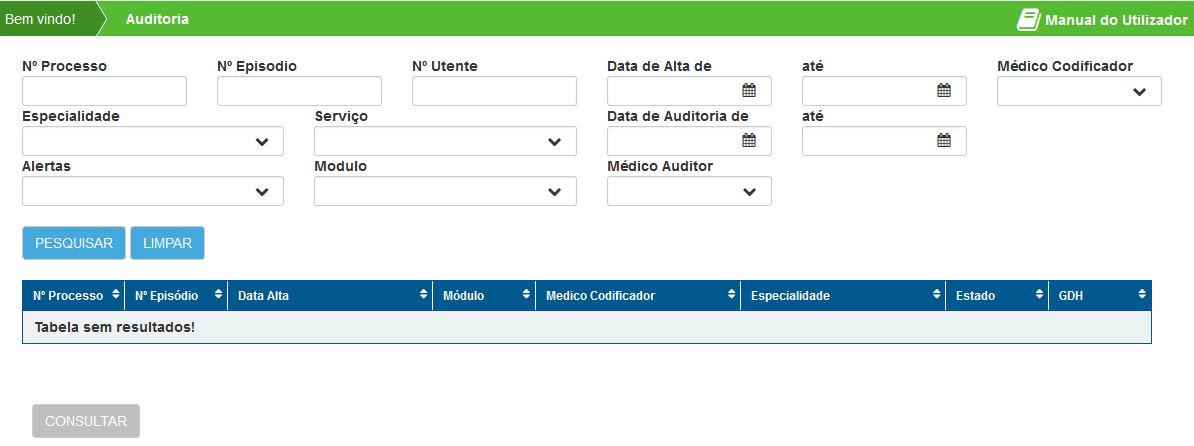 Bem vindo! Auditoria Manual do Utilizador
Nº Processo Nº Episodio Nº Utente Data de Alta de até Médico Codificador
Especialidade Serviço Data de Auditoria de até
Alertas Modulo Médico Auditor
PESQUISAR LIMPAR
Nº Processo Nº Episódio Data Alta Módulo Medico Codificador Especialidade Estado GDH
Tabela sem resultados!
CONSULTAR